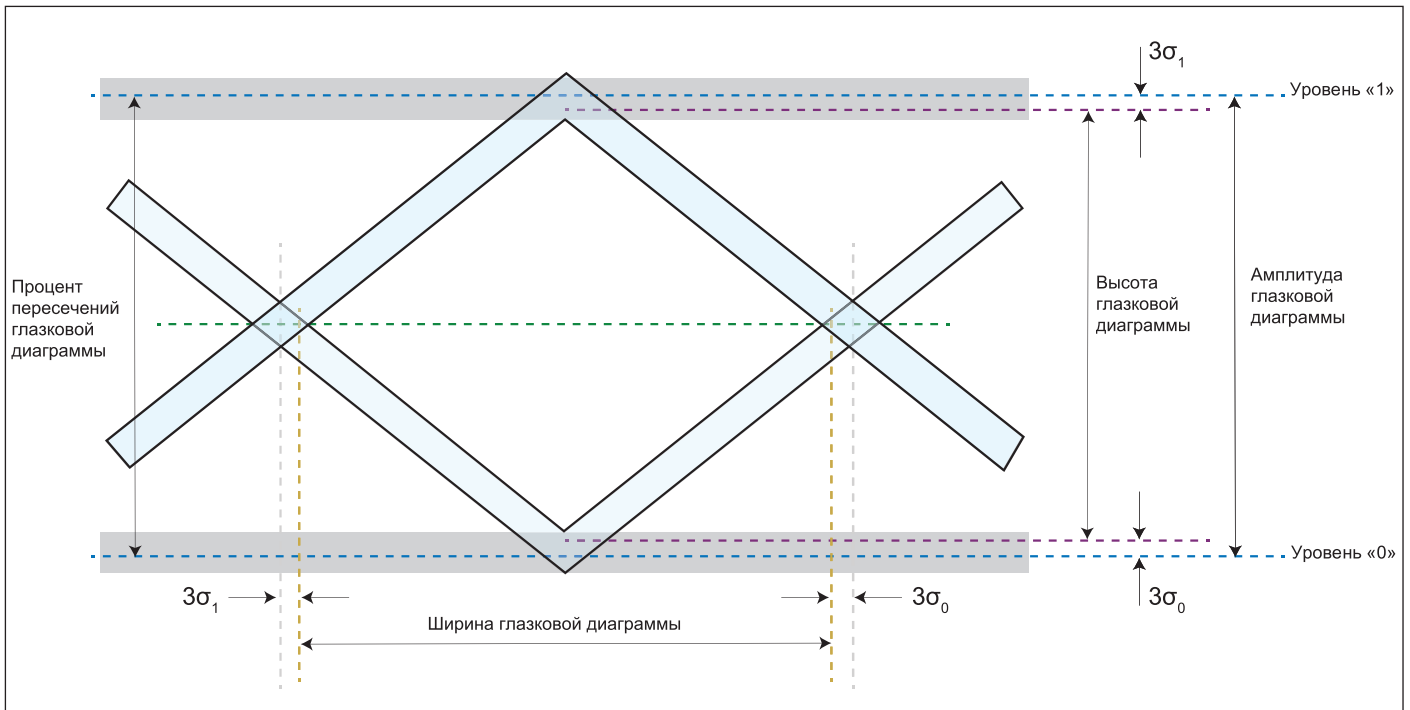 3σ₁
Уровень «1»
Процент
пересечений
глазковой
диаграммы
Высота
глазковой
диаграммы
Амплитуда
глазковой
диаграммы
Уровень «0»
3σ₁
3σ₀
3σ₀
Ширина глазковой диаграммы